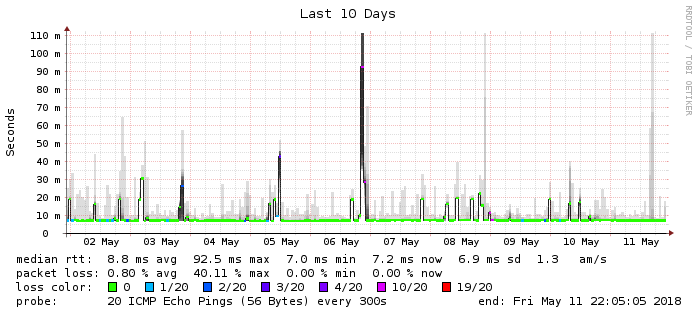 Last 10 Days
RRDTOOL / TOBI OETIKER
Seconds
110 m
100 m
90 m
80 m
70 m
60 m
50 m
40 m
30 m
20 m
10 m
0
02 May 03 May 04 May 05 May 06 May 07 May 08 May 09 May 10 May 11 May
median rtt: 8.8 ms avg 92.5 ms max 7.0 ms min 7.2 ms now 6.9 ms sd 1.3 am/s
packet loss: 0.80 % avg 40.11 % max 0.00 % min 0.00 % now
loss color: 0 1/20 2/20 3/20 4/20 10/20 19/20
probe: 20 ICMP Echo Pings (56 Bytes) every 300s end: Fri May 11 22:05:05 2018